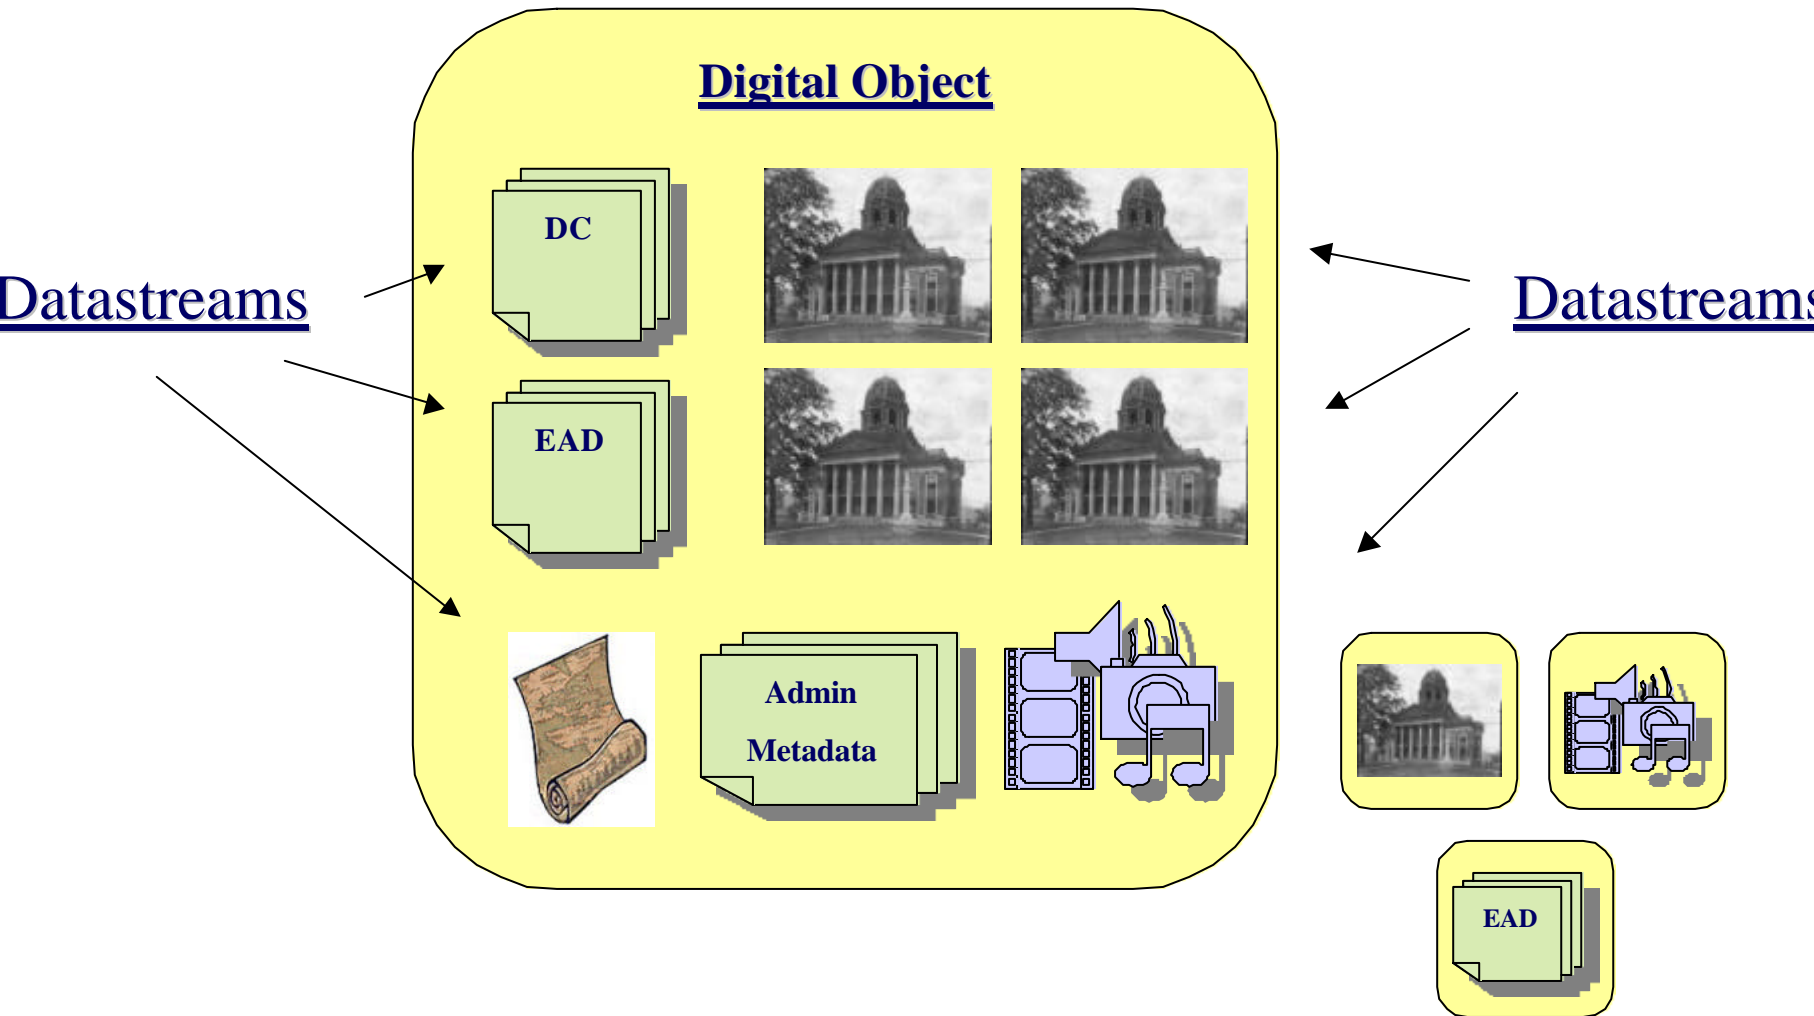 Digital Object
DC
Datastreams
Datastreams
EAD
Admin
Metadata
EAD